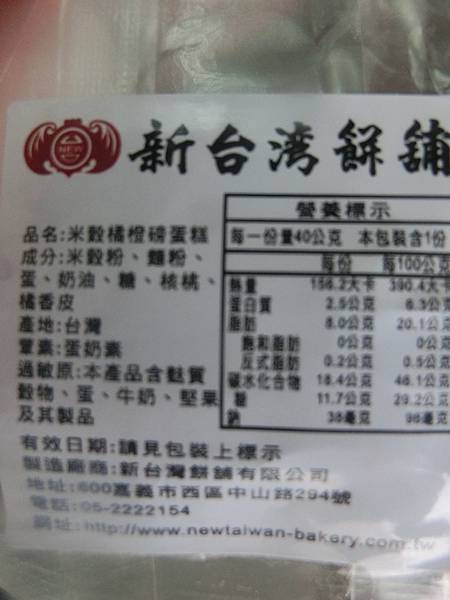 新台湾餅舖
品名:米穀橘橙磅蛋糕
成分:米穀粉、麵粉、
蛋、奶油、糖、核桃、
橘香皮
產地:台灣
葷素:蛋奶素
過敏原:本產品含麩質
穀物、蛋、牛奶、堅果
及其製品
營養標示
每一份量40公克 本包裝含1份
每份 每100公克
熱量 156.2大卡 390.4大卡
蛋白質 2.5公克 6.3公克
脂肪 8.0公克 20.1公克
飽和脂肪 0公克 0公克
反式脂肪 0.2公克 0.5公克
碳水化合物 18.4公克 46.1公克
糖 11.7公克 29.2公克
鈉 38毫克 96毫克
有效日期:請見包裝上標示
製造廠商:新台灣餅舖有限公司
地址:600嘉義市西區中山路294號
電話:05-2222154
網址:http://www.newtaiwan-bakery.com.tw